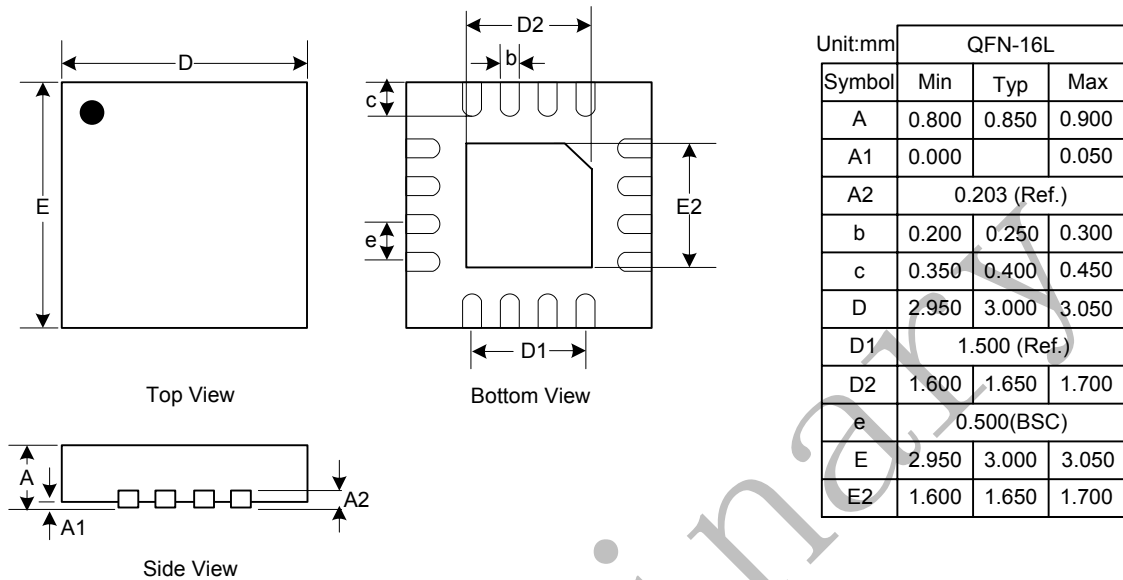 D
E
Top View
D2
b
c
e
E2
D1
Bottom View
A
A1
A2
Side View
Unit:mm QFN-16L
Symbol Min Typ Max
A 0.800 0.850 0.900
A1 0.000 0.050
A2 0.203 (Ref.)
b 0.200 0.250 0.300
c 0.350 0.400 0.450
D 2.950 3.000 3.050
D1 1.500 (Ref.)
D2 1.600 1.650 1.700
e 0.500(BSC)
E 2.950 3.000 3.050
E2 1.600 1.650 1.700
inary